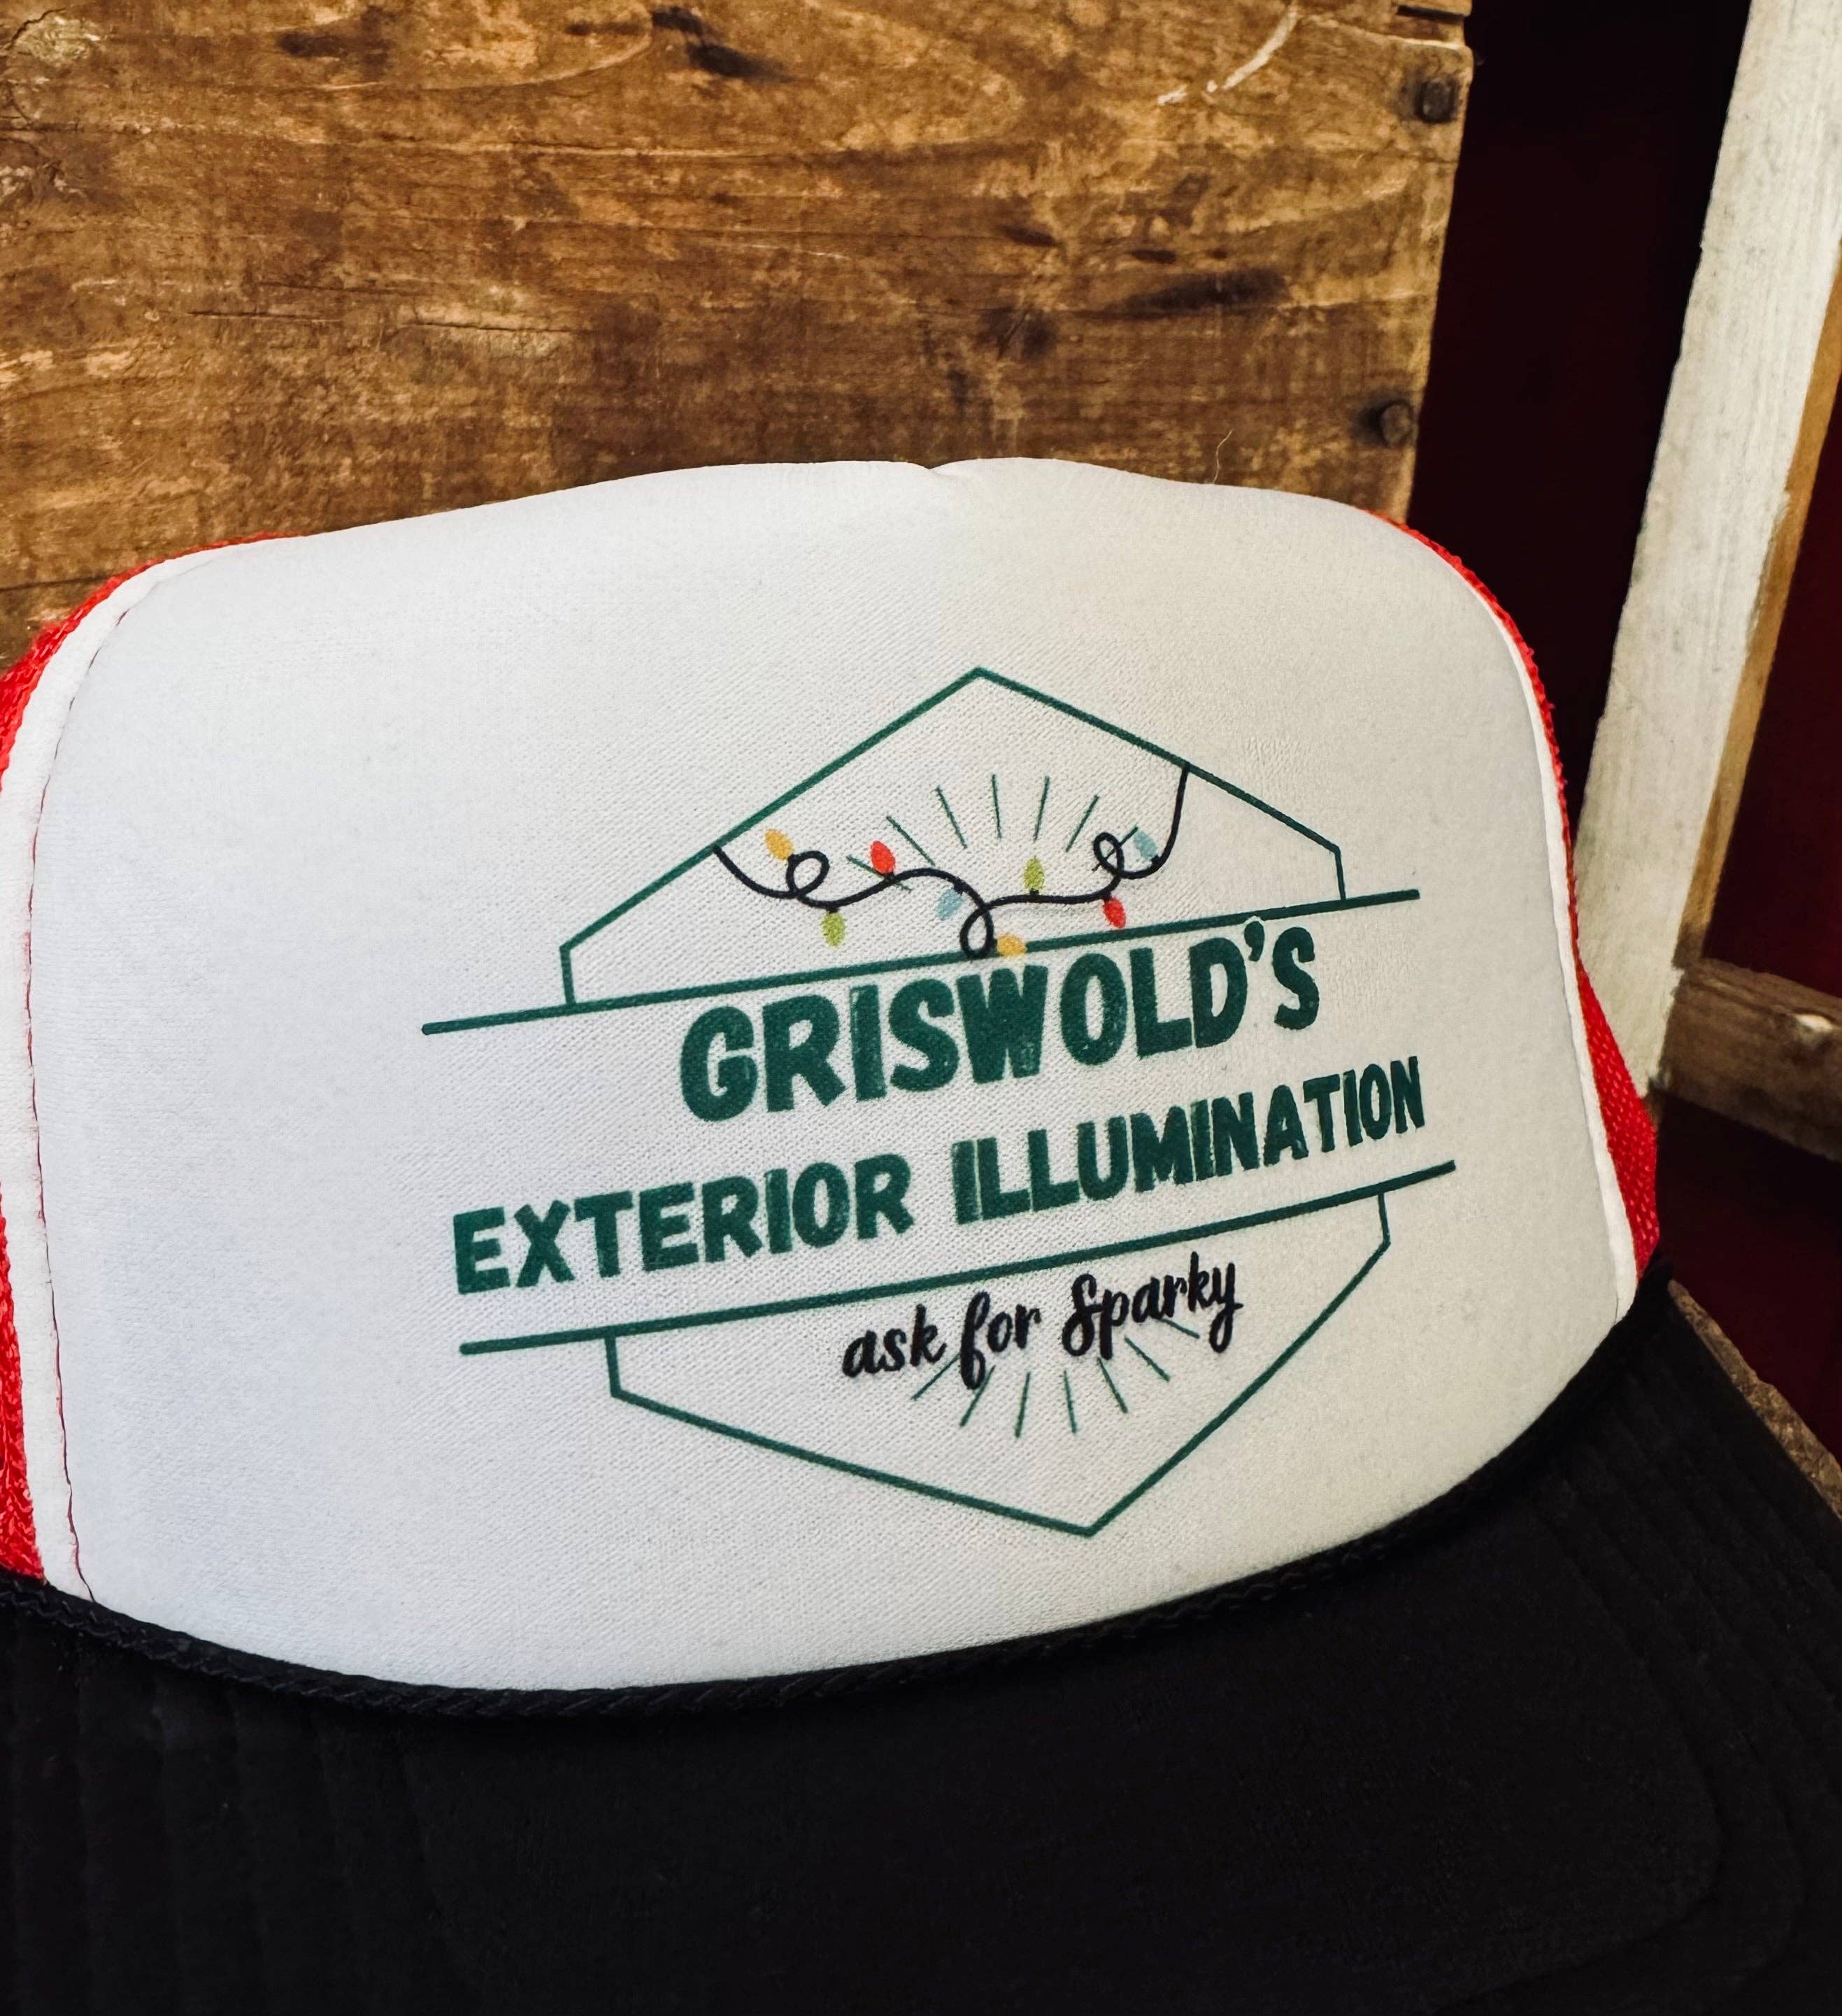 GRISWOLD'S
EXTERIOR ILLUMINATION
ask for Sparky